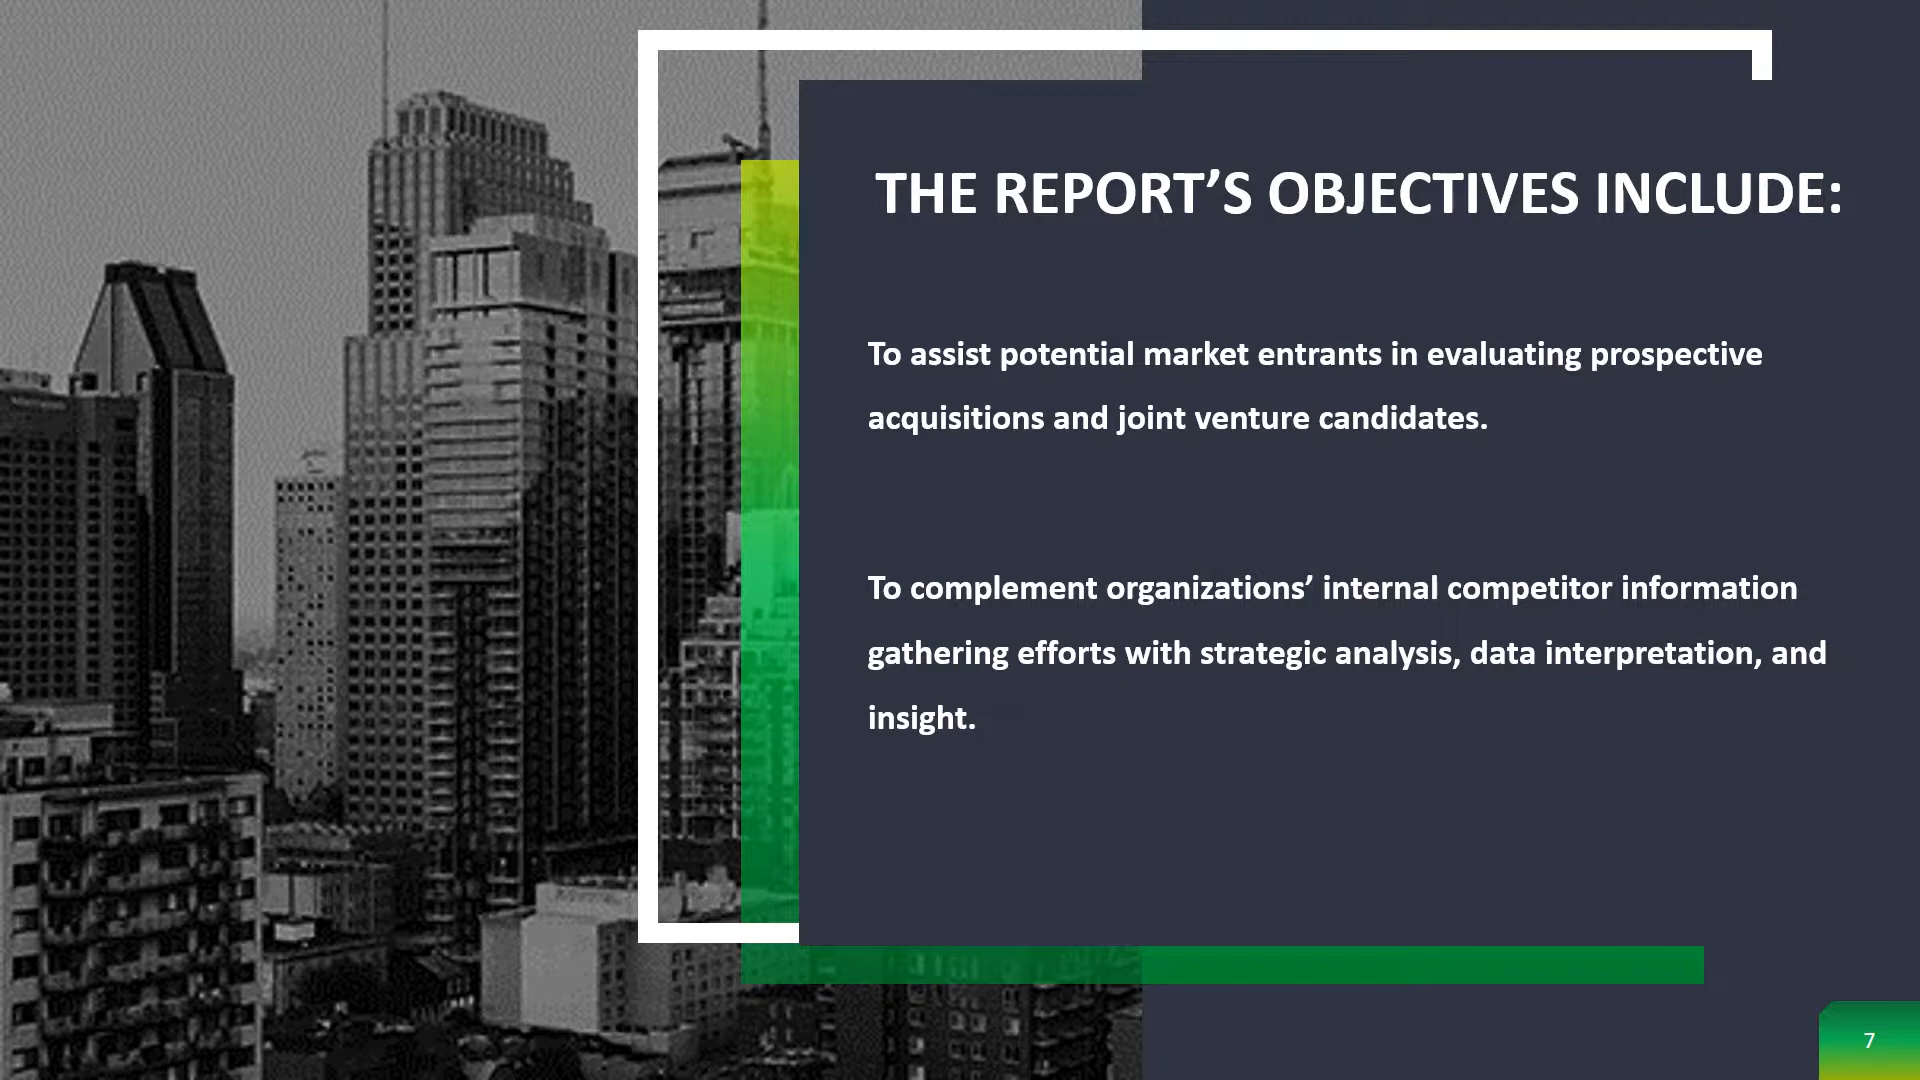 THE REPORT’S OBJECTIVES INCLUDE:
To assist potential market entrants in evaluating prospective
acquisitions and joint venture candidates.
To complement organizations’ internal competitor information
gathering efforts with strategic analysis, data interpretation, and
insight.
7